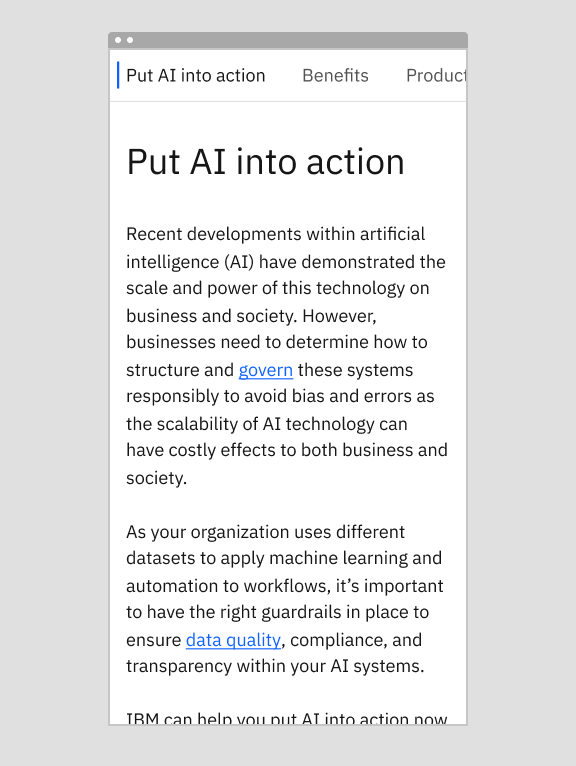 Put AI into action Benefits Product
Put AI into action
Recent developments within artificial
intelligence (AI) have demonstrated the
scale and power of this technology on
business and society. However,
businesses need to determine how to
structure and govern these systems
responsibly to avoid bias and errors as
the scalability of AI technology can
have costly effects to both business and
society.
As your organization uses different
datasets to apply machine learning and
automation to workflows, it’s important
to have the right guardrails in place to
ensure data quality, compliance, and
transparency within your AI systems.
IBM can help you put AI into action now